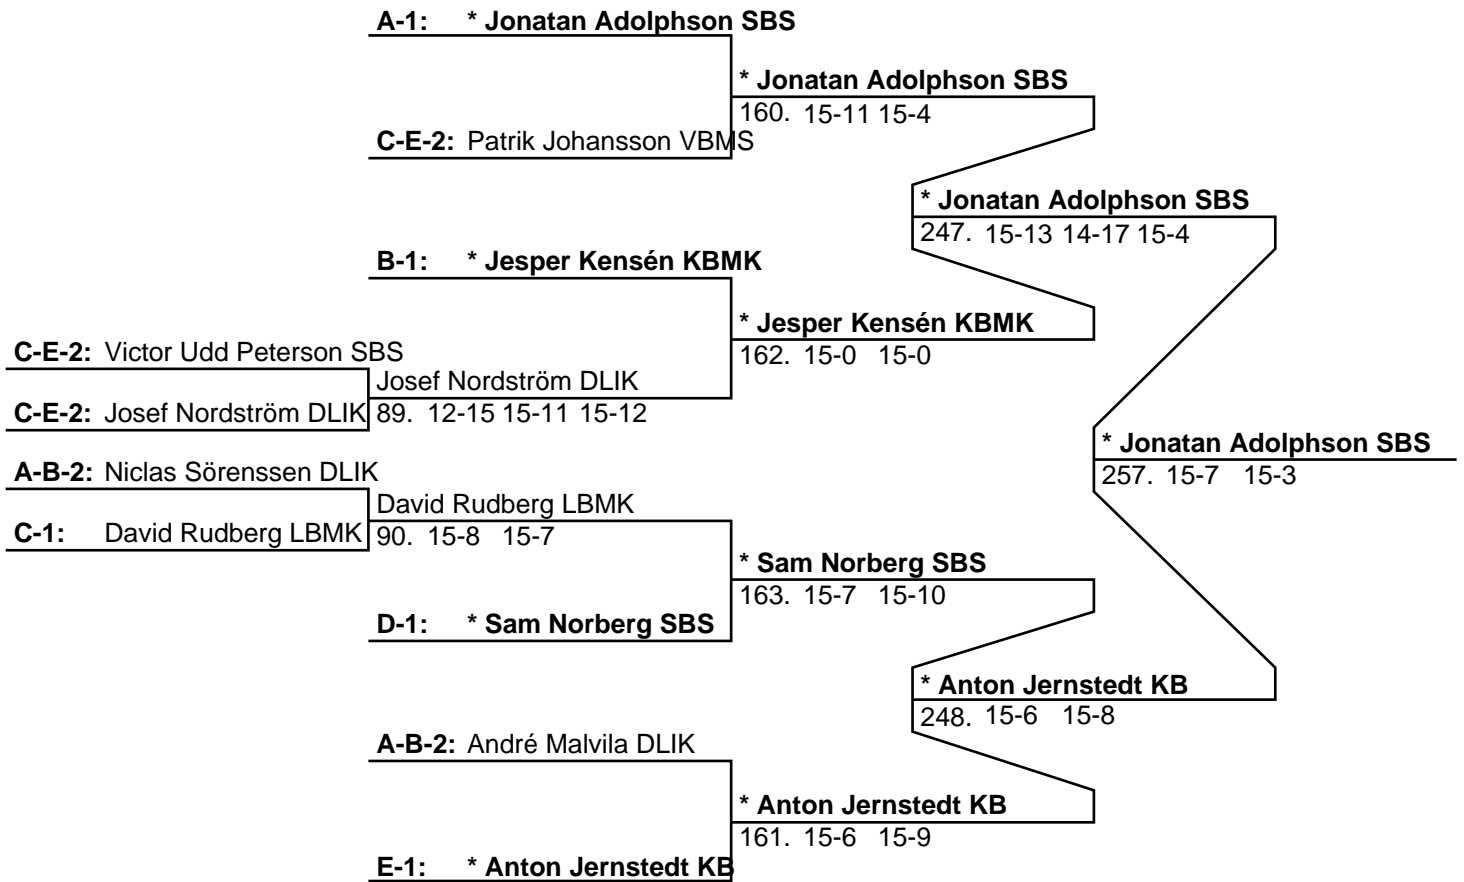 A-1: * Jonatan Adolphson SBS
* Jonatan Adolphson SBS
160. 15-11 15-4
C-E-2: Patrik Johansson VBMS
* Jonatan Adolphson SBS
247. 15-13 14-17 15-4
B-1: * Jesper Kensén KBMK
* Jesper Kensén KBMK
162. 15-0 15-0
C-E-2: Victor Udd Peterson SBS
Josef Nordström DLIK
C-E-2: Josef Nordström DLIK
89. 12-15 15-11 15-12
* Jonatan Adolphson SBS
257. 15-7 15-3
A-B-2: Niclas Sörenssen DLIK
David Rudberg LBMK
C-1: David Rudberg LBMK
90. 15-8 15-7
* Sam Norberg SBS
163. 15-7 15-10
D-1: * Sam Norberg SBS
* Anton Jernstedt KB
248. 15-6 15-8
A-B-2: André Malvila DLIK
* Anton Jernstedt KB
161. 15-6 15-9
E-1: * Anton Jernstedt KB